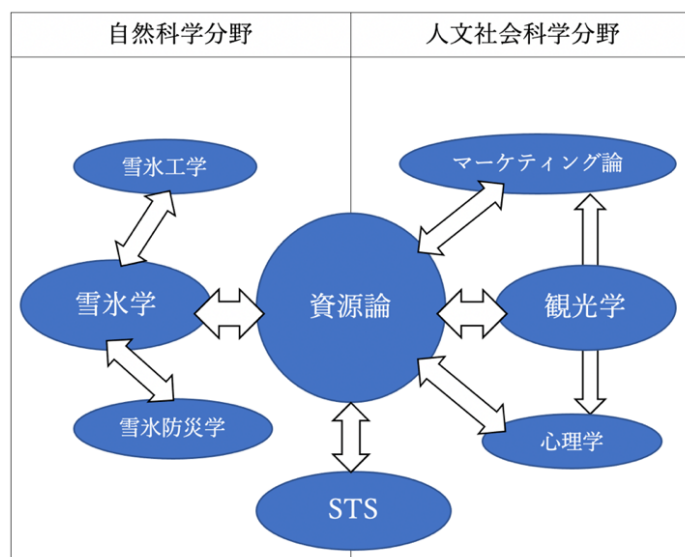 自然科学分野
人文社会科学分野
雪氷工学
マーケティング論
雪氷学
資源論
観光学
雪氷防災学
心理学
STS